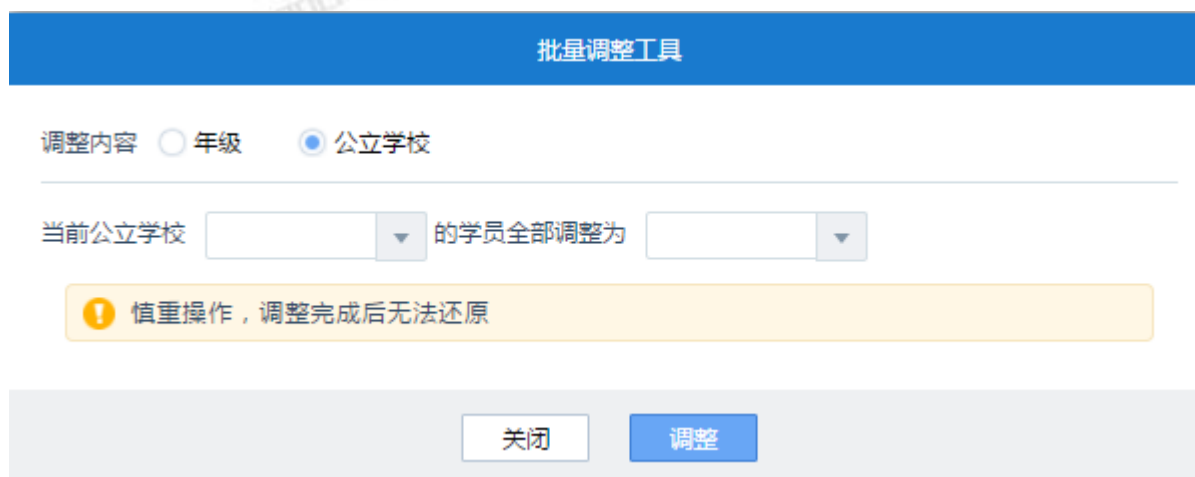 批量调整工具
调整内容 年级 公立学校
当前公立学校 的学员全部调整为
慎重操作，调整完成后无法还原
关闭 调整